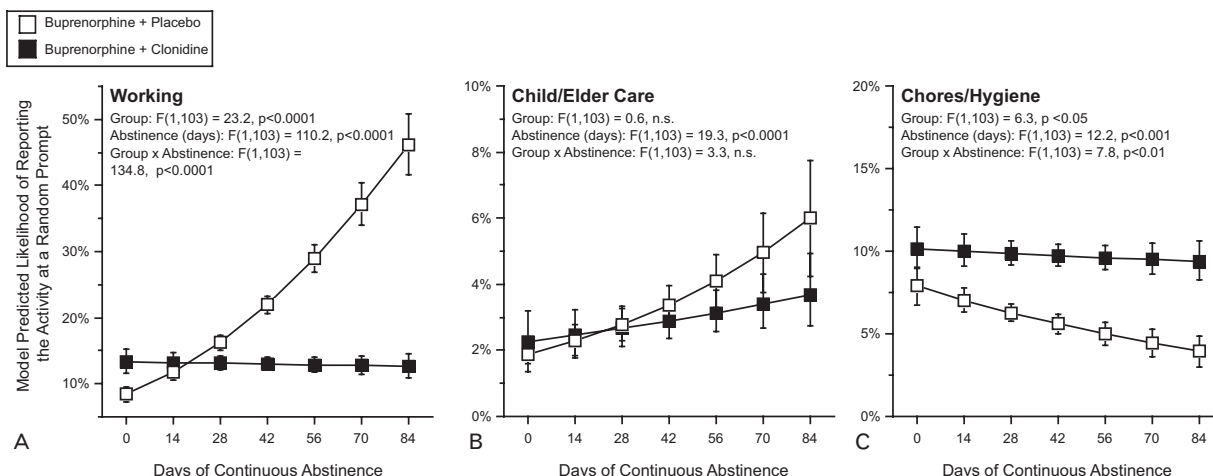 Buprenorphine + Placebo
Buprenorphine + Clonidine
Model Predicted Likelihood of Reporting
the Activity at a Random Prompt
Working
Group: F(1,103) = 23.2, p<0.0001
Abstinence (days): F(1,103) = 110.2, p<0.0001
Group x Abstinence: F(1,103) =
134.8, p<0.0001
50%
40%
30%
20%
10%
0 14 28 42 56 70 84
A
Days of Continuous Abstinence
Child/Elder Care
Group: F(1,103) = 0.6, n.s.
Abstinence (days): F(1,103) = 19.3, p<0.0001
Group x Abstinence: F(1,103) = 3.3, n.s.
10%
8%
6%
4%
2%
0%
0 14 28 42 56 70 84
B
Days of Continuous Abstinence
Chores/Hygiene
Group: F(1,103) = 6.3, p <0.05
Abstinence (days): F(1,103) = 12.2, p<0.001
Group x Abstinence: F(1,103) = 7.8, p<0.01
20%
15%
10%
5%
0%
0 14 28 42 56 70 84
C
Days of Continuous Abstinence